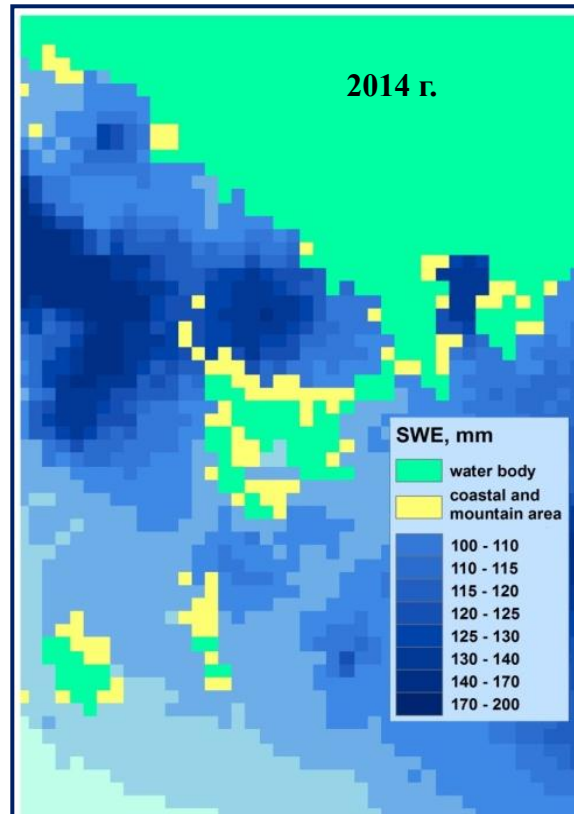 2014 г.
SWE, mm
water body
coastal and
mountain area
100 - 110
110 - 115
115 - 120
120 - 125
125 - 130
130 - 140
140 - 170
170 - 200